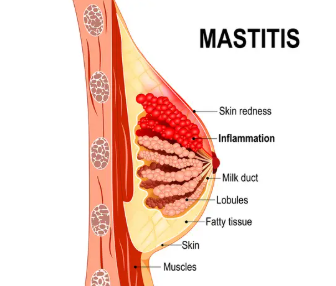 MASTITIS
Skin redness
Inflammation
Milk duct
Lobules
Fatty tissue
Skin
Muscles